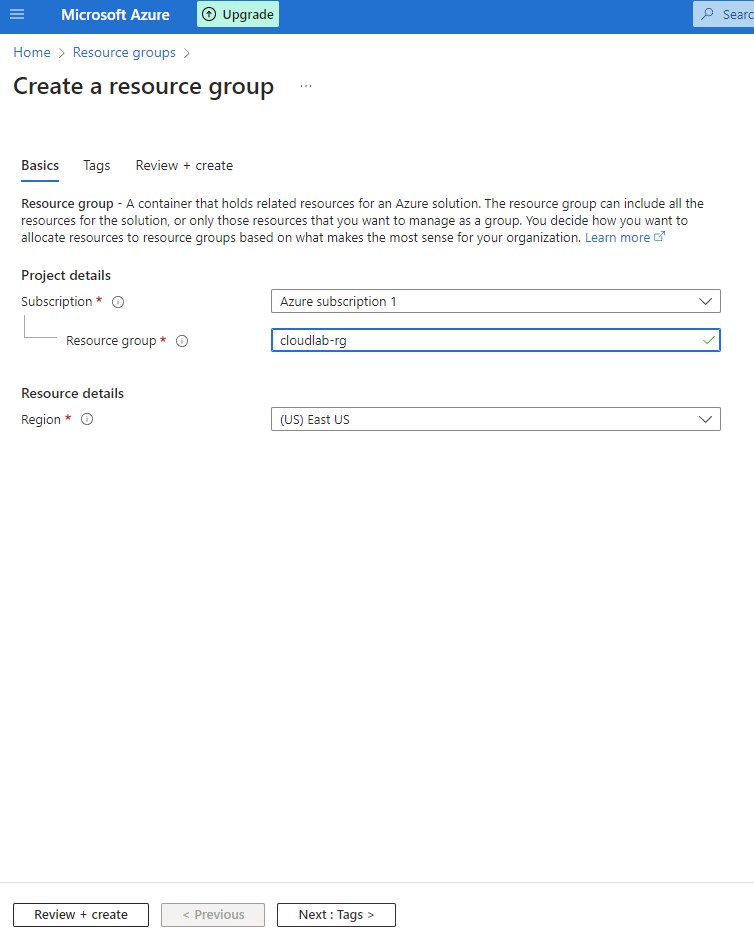 Microsoft Azure
Upgrade
Searc
Home > Resource groups >
Create a resource group ...
Basics Tags Review + create
Resource group - A container that holds related resources for an Azure solution. The resource group can include all the
resources for the solution, or only those resources that you want to manage as a group. You decide how you want to
allocate resources to resource groups based on what makes the most sense for your organization. Learn more
Project details
Subscription * Azure subscription 1
Resource group * cloudlab-rg
Resource details
Region * (US) East US
Review + create < Previous Next : Tags >